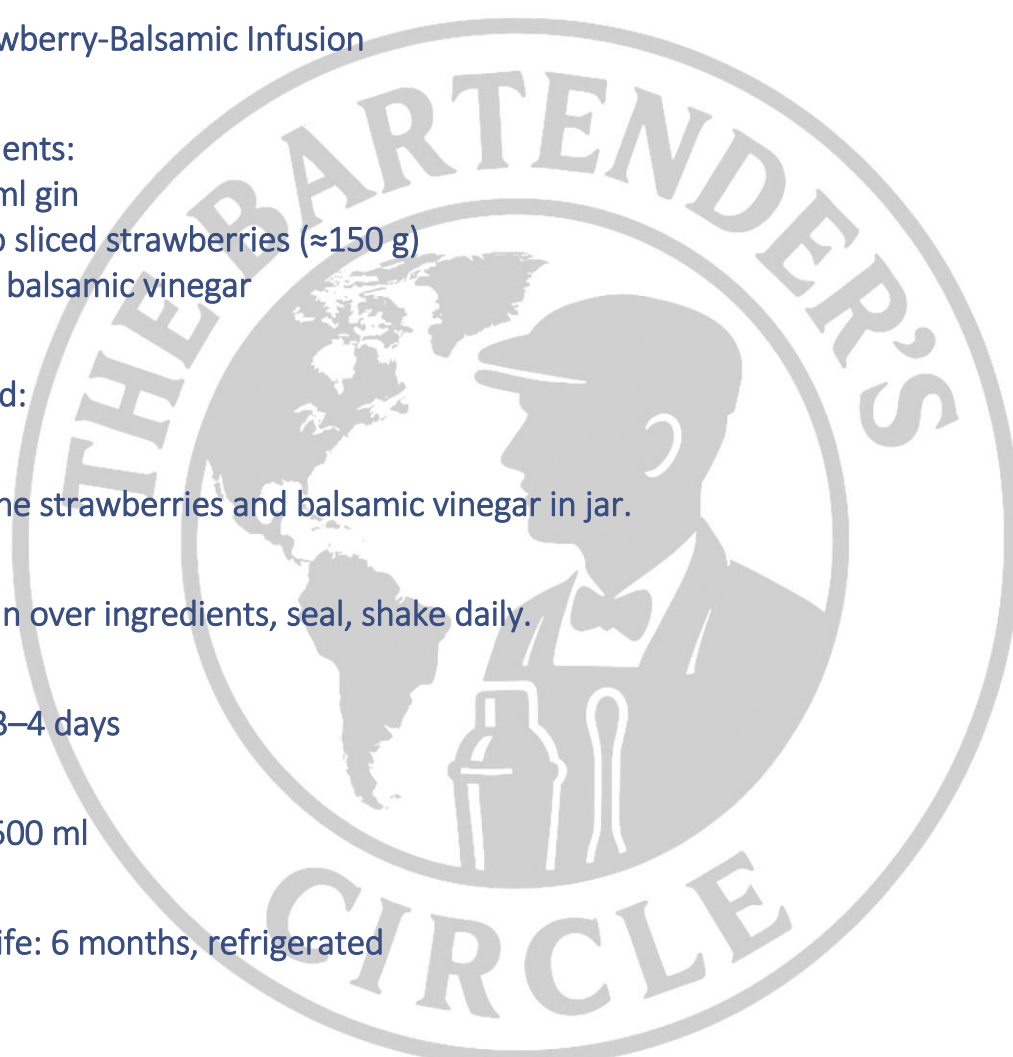 wberry-Balsamic Infusion
ents:
ml gin
sliced strawberries (≈150 g)
balsamic vinegar
d:
ne strawberries and balsamic vinegar in jar.
n over ingredients, seal, shake daily.
3–4 days
500 ml
ife: 6 months, refrigerated
THE BARTENDER'S
CIRCLE